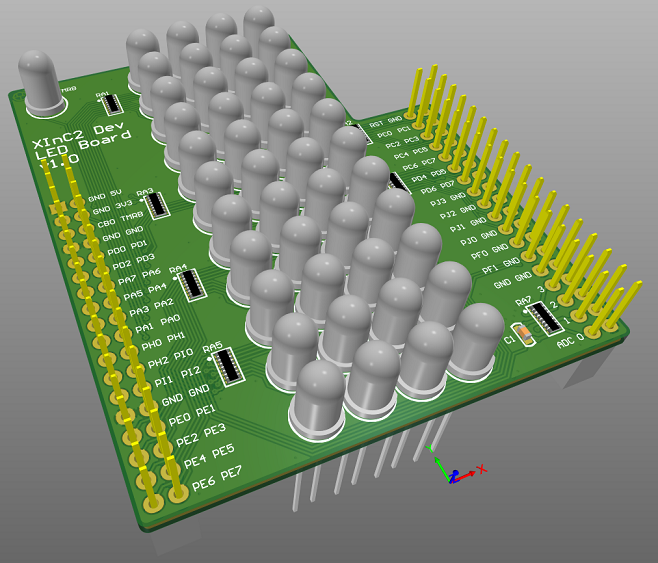 TMRB
RA1
XInC2 Dev
LED Board
V1.0
GND 5V
GND 3V3
RA3
CB0 TMRB
GND GND
PD0 PD1
PD2 PD3
PA7 PA6
RA4
PA5 PA4
PA3 PA2
PA1 PA0
PH0 PH1
PH2 PI0
RA5
PI1 PI2
GND GND
PE0 PE1
PE2 PE3
PE4 PE5
PE6 PE7
RST GND
PC0 PC1
PC2 PC3
PC4 PC5
PC6 PC7
PD4 PD5
PD6 PD7
PJ3 GND
PJ2 GND
PJ1 GND
PJ0 GND
PF0 GND
PF1 GND
GND GND
3
2
1
RA7
C1
ADC 0
X